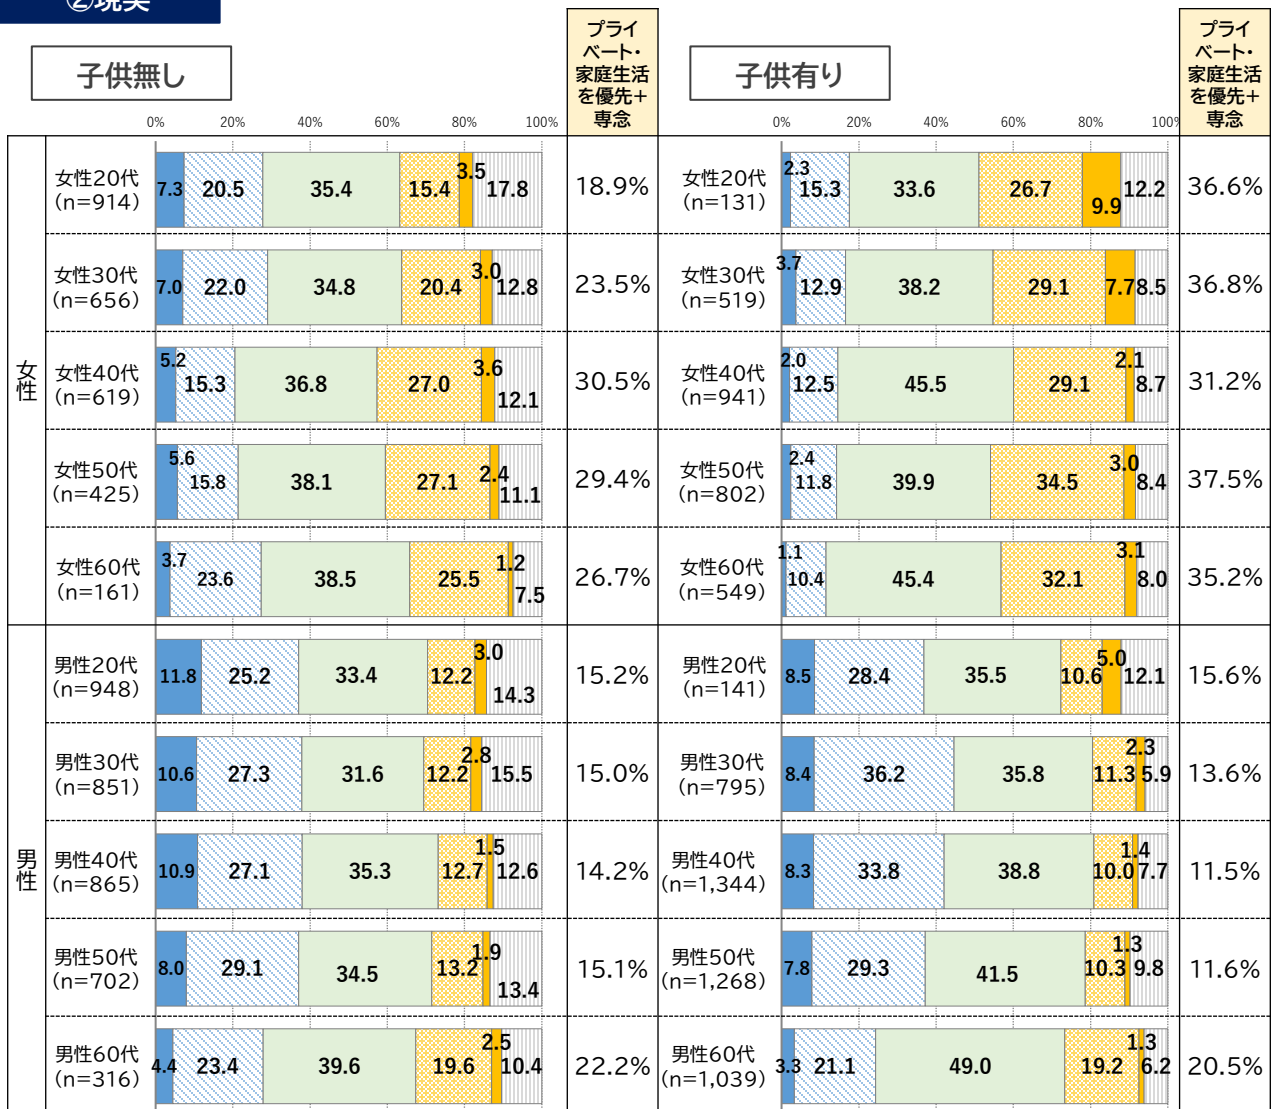 ②現実
子供無し
プライ
ベート・
家庭生活
を優先＋
専念
子供有り
プライ
ベート・
家庭生活
を優先＋
専念
0% 20% 40% 60% 80% 100%
0% 20% 40% 60% 80% 100%
女性
女性20代
(n=914)
7.3 20.5 35.4 15.4 3.5 17.8
18.9%
女性20代
(n=131)
2.3 15.3 33.6 26.7 9.9 12.2
36.6%
女性30代
(n=656)
7.0 22.0 34.8 20.4 3.0 12.8
23.5%
女性30代
(n=519)
3.7 12.9 38.2 29.1 7.7 8.5
36.8%
女性40代
(n=619)
5.2 15.3 36.8 27.0 3.6 12.1
30.5%
女性40代
(n=941)
2.0 12.5 45.5 29.1 2.1 8.7
31.2%
女性50代
(n=425)
5.6 15.8 38.1 27.1 2.4 11.1
29.4%
女性50代
(n=802)
2.4 11.8 39.9 34.5 3.0 8.4
37.5%
女性60代
(n=161)
3.7 23.6 38.5 25.5 1.2 7.5
26.7%
女性60代
(n=549)
1.1 10.4 45.4 32.1 3.1 8.0
35.2%
男性
男性20代
(n=948)
11.8 25.2 33.4 12.2 3.0 14.3
15.2%
男性20代
(n=141)
8.5 28.4 35.5 10.6 5.0 12.1
15.6%
男性30代
(n=851)
10.6 27.3 31.6 12.2 2.8 15.5
15.0%
男性30代
(n=795)
8.4 36.2 35.8 11.3 2.3 5.9
13.6%
男性40代
(n=865)
10.9 27.1 35.3 12.7 1.5 12.6
14.2%
男性40代
(n=1,344)
8.3 33.8 38.8 10.0 1.4 7.7
11.5%
男性50代
(n=702)
8.0 29.1 34.5 13.2 1.9 13.4
15.1%
男性50代
(n=1,268)
7.8 29.3 41.5 10.3 1.3 9.8
11.6%
男性60代
(n=316)
4.4 23.4 39.6 19.6 2.5 10.4
22.2%
男性60代
(n=1,039)
3.3 21.1 49.0 19.2 1.3 6.2
20.5%